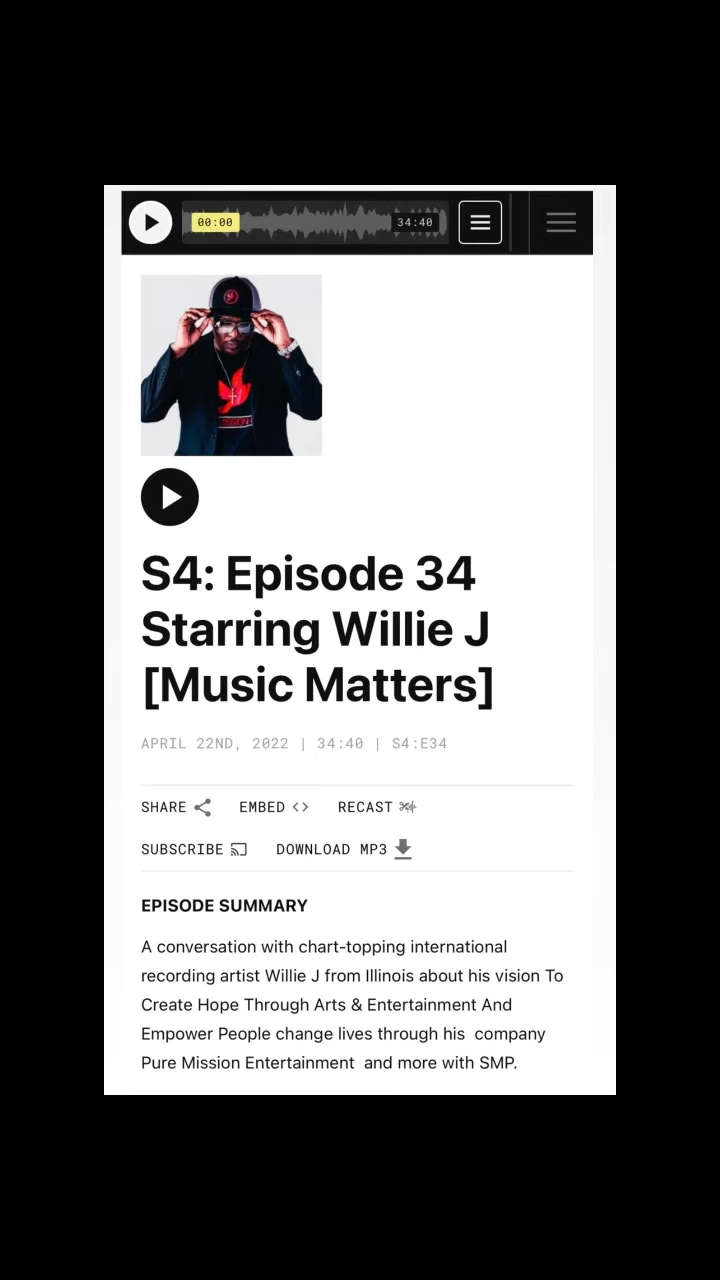 00:00
34:40
S4: Episode 34
Starring Willie J
[Music Matters]
APRIL 22ND, 2022 | 34:40 | S4:E34
SHARE EMBED <> RECAST
SUBSCRIBE DOWNLOAD MP3
EPISODE SUMMARY
A conversation with chart-topping international
recording artist Willie J from Illinois about his vision To
Create Hope Through Arts & Entertainment And
Empower People change lives through his  company
Pure Mission Entertainment  and more with SMP.